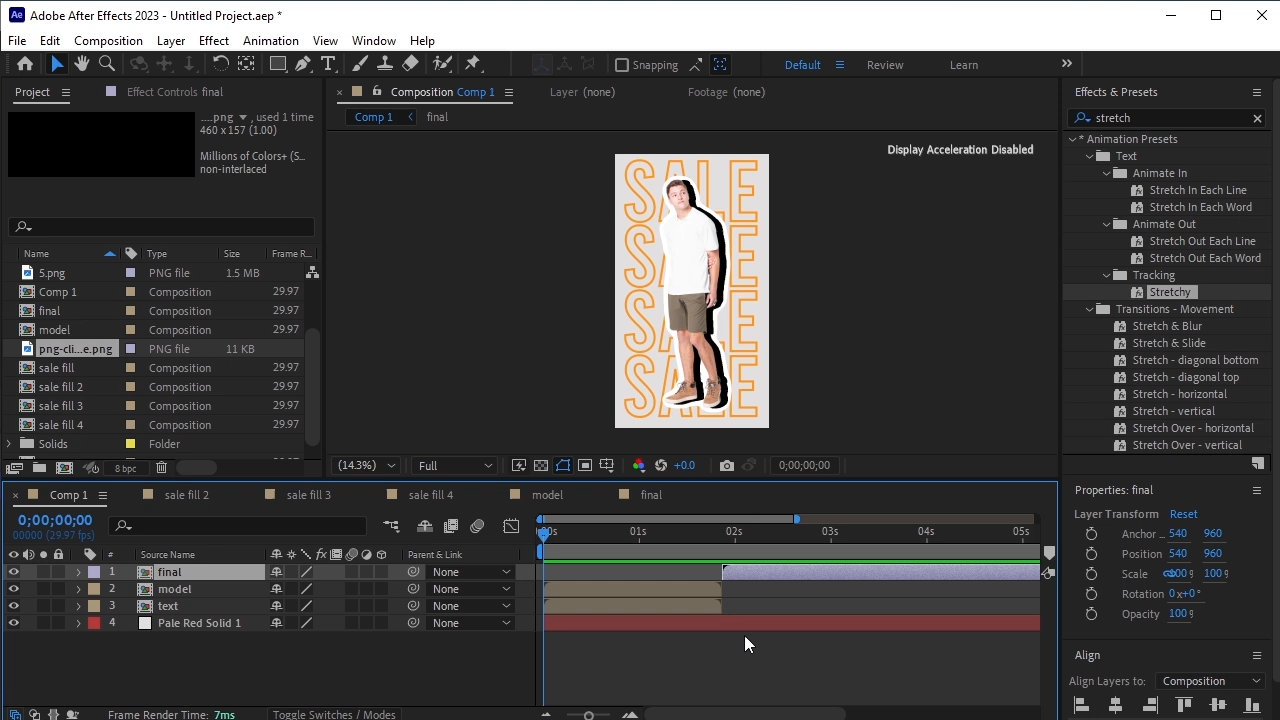 Adobe After Effects 2023 - Untitled Project.aep *
File Edit Composition Layer Effect Animation View Window Help
Snapping Default Review Learn
Project Effect Controls final
Composition Comp 1 Layer (none) Footage (none)
Effects & Presets
....png , used 1 time
460 x 157 (1.00)
Millions of Colors+ (S...
non-interlaced
Comp 1 final
Display Acceleration Disabled
SALE
SALE
SALE
SALE
stretch
* Animation Presets
Text
Animate In
Stretch In Each Line
Stretch In Each Word
Animate Out
Stretch Out Each Line
Stretch Out Each Word
Tracking
Stretchy
Transitions - Movement
Stretch & Blur
Stretch & Slide
Stretch - diagonal bottom
Stretch - diagonal top
Stretch - horizontal
Stretch - vertical
Stretch Over - horizontal
Stretch Over - vertical
Name Type Size Frame R...
5.png PNG file 1.5 MB
Comp 1 Composition 29.97
final Composition 29.97
model Composition 29.97
png-cli...e.png PNG file 11 KB
sale fill Composition 29.97
sale fill 2 Composition 29.97
sale fill 3 Composition 29.97
sale fill 4 Composition 29.97
Solids Folder
8 bpc
(14.3%) Full +0.0 0;00;00;00
Comp 1 sale fill 2 sale fill 3 sale fill 4 model final
0;00;00;00
00000 (29.97 fps)
:00s 01s 02s 03s 04s 05s
# Source Name Parent & Link
1 final None
2 model None
3 text None
4 Pale Red Solid 1 None
Frame Render Time: 7ms Toggle Switches / Modes
Properties: final
Layer Transform Reset
Anchor ... 540 960
Position 540 960
Scale 100% 100%
Rotation 0x+0°
Opacity 100%
Align
Align Layers to: Composition